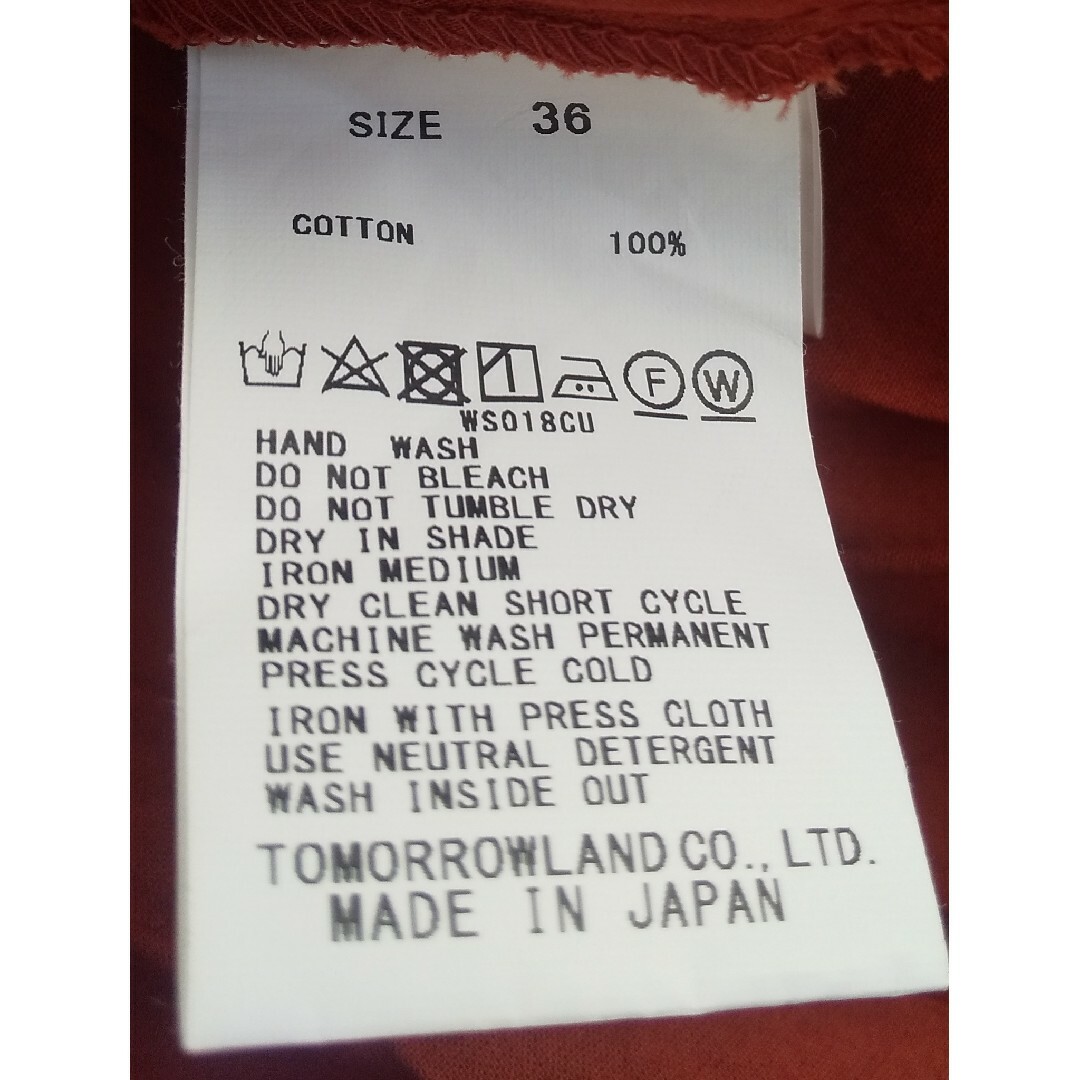 SIZE 36
COTTON 100%
F W
WS018CU
HAND WASH
DO NOT BLEACH
DO NOT TUMBLE DRY
DRY IN SHADE
IRON MEDIUM
DRY CLEAN SHORT CYCLE
MACHINE WASH PERMANENT
PRESS CYCLE COLD
IRON WITH PRESS CLOTH
USE NEUTRAL DETERGENT
WASH INSIDE OUT
TOMORROWLAND CO., LTD.
MADE IN JAPAN